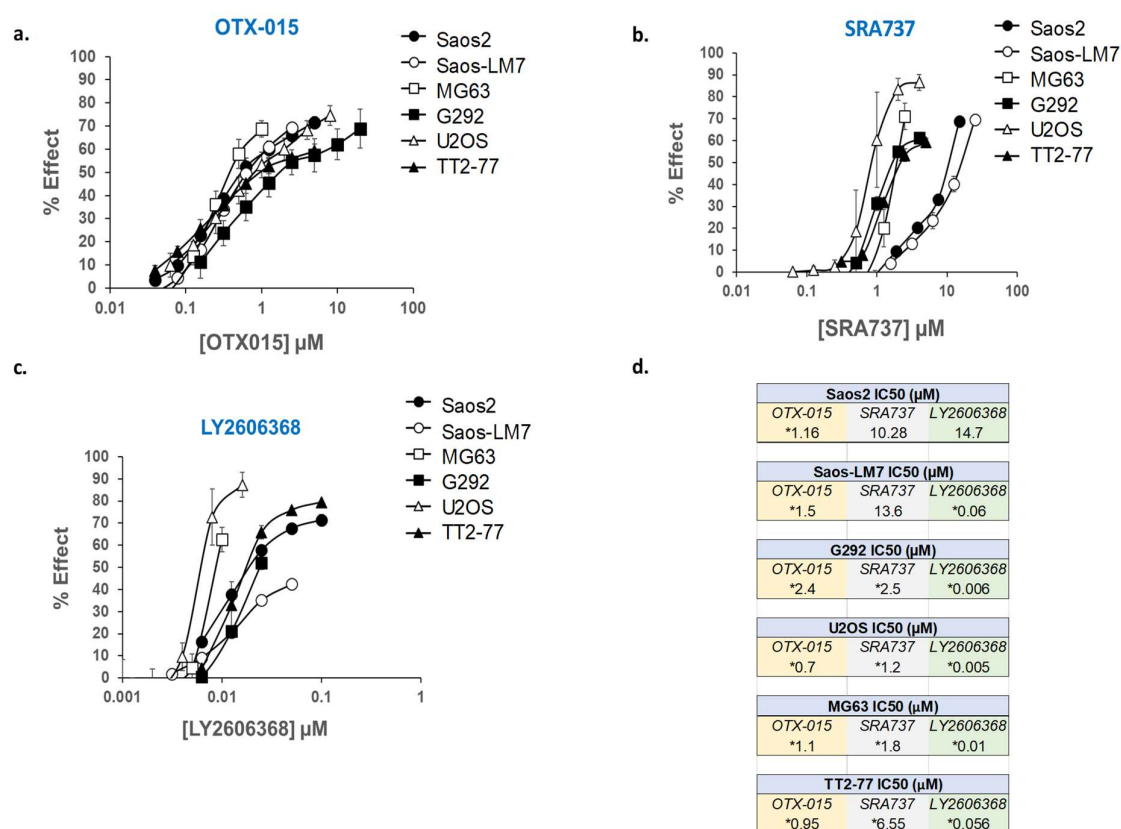 a.
OTX-015
Saos2
Saos-LM7
MG63
G292
U2OS
TT2-77
100
90
80
70
60
50
40
30
20
10
0
% Effect
0.01 0.1 1 10 100
[OTX015] µM
b.
SRA737
Saos2
Saos-LM7
MG63
G292
U2OS
TT2-77
100
90
80
70
60
50
40
30
20
10
0
% Effect
0.01 0.1 1 10 100
[SRA737] µM
c.
LY2606368
Saos2
Saos-LM7
MG63
G292
U2OS
TT2-77
100
90
80
70
60
50
40
30
20
10
0
% Effect
0.001 0.01 0.1 1
[LY2606368] µM
d.
Saos2 IC50 (µM)
OTX-015 SRA737 LY2606368
*1.16 10.28 14.7
Saos-LM7 IC50 (µM)
OTX-015 SRA737 LY2606368
*1.5 13.6 *0.06
G292 IC50 (µM)
OTX-015 SRA737 LY2606368
*2.4 *2.5 *0.006
U2OS IC50 (µM)
OTX-015 SRA737 LY2606368
*0.7 *1.2 *0.005
MG63 IC50 (µM)
OTX-015 SRA737 LY2606368
*1.1 *1.8 *0.01
TT2-77 IC50 (µM)
OTX-015 SRA737 LY2606368
*0.95 *6.55 *0.056